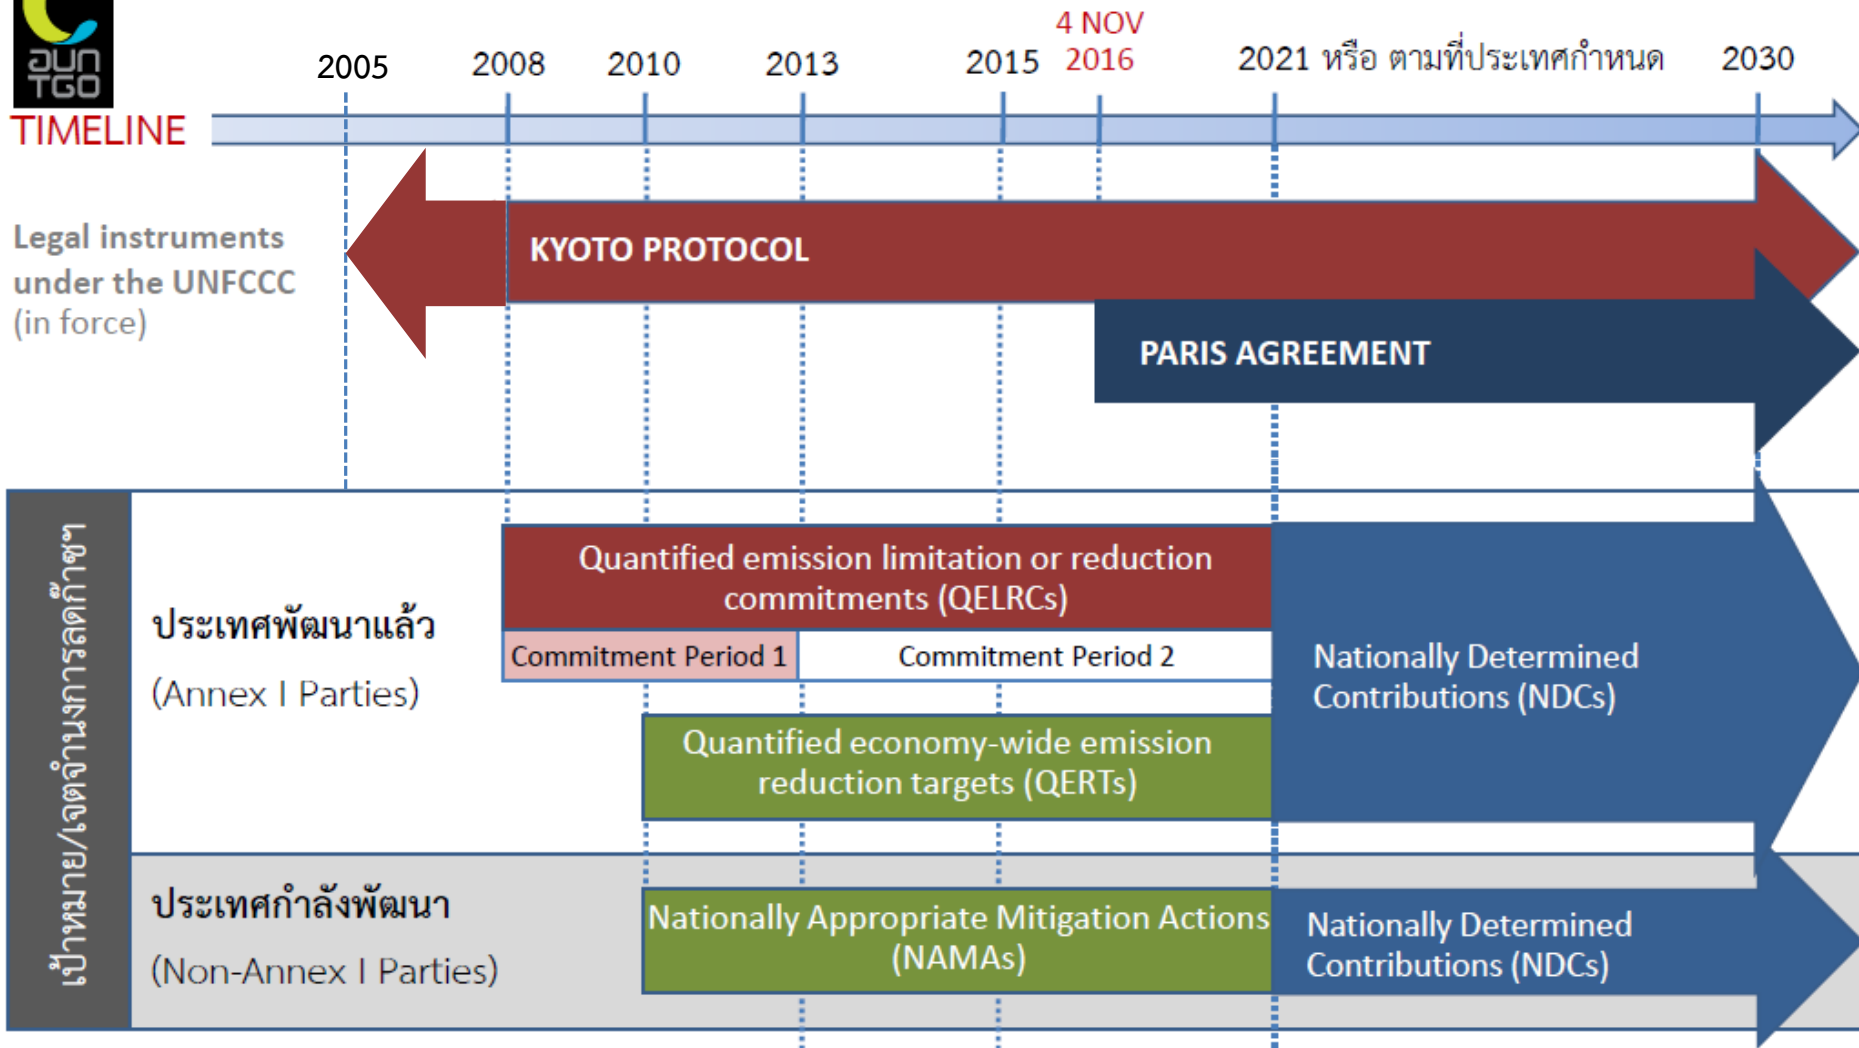 อบก
TGO
TIMELINE
2005
2008
2010
2013
2015
4 NOV
2016
2021 หรือ ตามที่ประเทศกำหนด
2030
Legal instruments
under the UNFCCC
(in force)
KYOTO PROTOCOL
PARIS AGREEMENT
เป้าหมาย/เจตจำนงการลดก๊าซฯ
ประเทศพัฒนาแล้ว
(Annex I Parties)
Quantified emission limitation or reduction
commitments (QELRCs)
Commitment Period 1
Commitment Period 2
Quantified economy-wide emission
reduction targets (QERTs)
Nationally Determined
Contributions (NDCs)
ประเทศกำลังพัฒนา
(Non-Annex I Parties)
Nationally Appropriate Mitigation Actions
(NAMAs)
Nationally Determined
Contributions (NDCs)